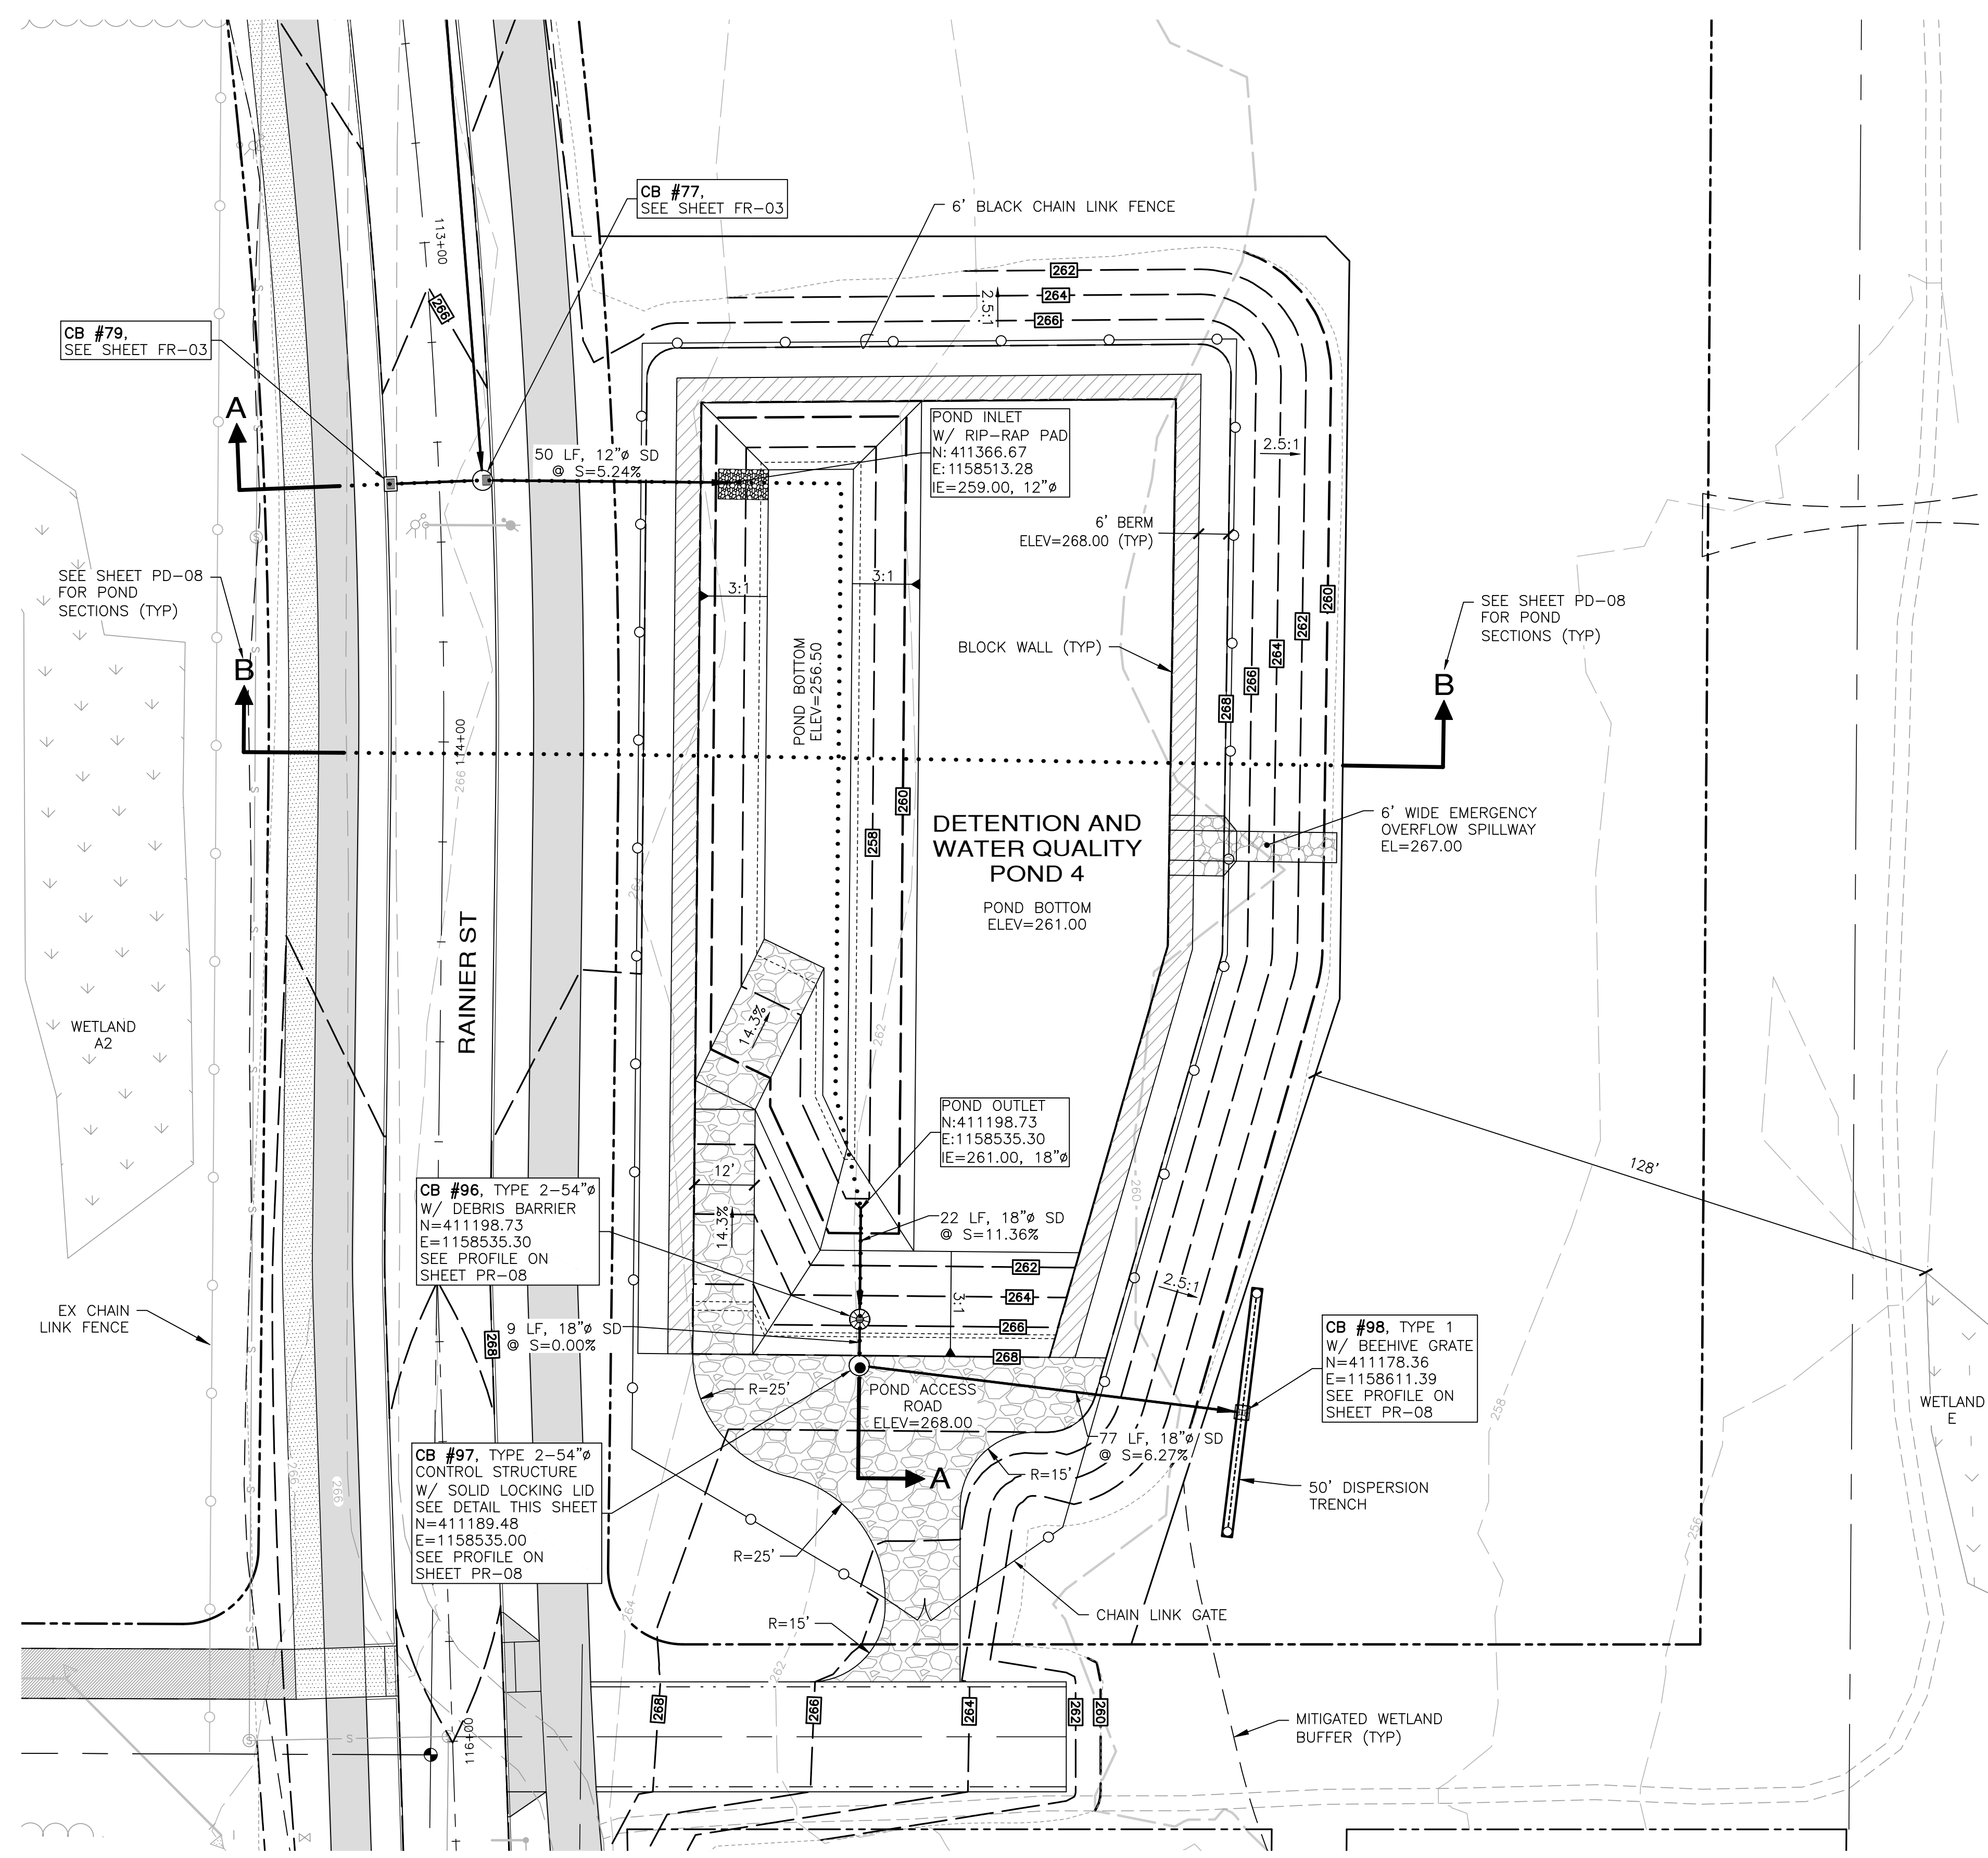 CB #77,
SEE SHEET FR-03
6' BLACK CHAIN LINK FENCE
113+00
266
262
264
266
2.5:1
CB #79,
SEE SHEET FR-03
A
50 LF, 12"ø SD
@ S=5.24%
POND INLET
W/ RIP-RAP PAD
N: 411366.67
E:1158513.28
IE=259.00, 12"ø
2.5:1
6' BERM
ELEV=268.00 (TYP)
SEE SHEET PD-08
FOR POND
SECTIONS (TYP)
3:1
3:1
260
262
264
266
268
SEE SHEET PD-08
FOR POND
SECTIONS (TYP)
POND BOTTOM
ELEV=256.50
BLOCK WALL (TYP)
B
B
266
114+00
258
260
DETENTION AND
WATER QUALITY
POND 4
POND BOTTOM
ELEV=261.00
6' WIDE EMERGENCY
OVERFLOW SPILLWAY
EL=267.00
264
RAINIER ST
WETLAND
A2
14.3%
262
POND OUTLET
N:411198.73
E:1158535.30
IE=261.00, 18"ø
128'
12'
14.3%
260
CB #96, TYPE 2-54"ø
W/ DEBRIS BARRIER
N=411198.73
E=1158535.30
SEE PROFILE ON
SHEET PR-08
22 LF, 18"ø SD
@ S=11.36%
262
264
266
268
3:1
2.5:1
EX CHAIN
LINK FENCE
268
9 LF, 18"ø SD
@ S=0.00%
CB #98, TYPE 1
W/ BEEHIVE GRATE
N=411178.36
E=1158611.39
SEE PROFILE ON
SHEET PR-08
R=25'
POND ACCESS
ROAD
ELEV=268.00
258
WETLAND
E
77 LF, 18"ø SD
@ S=6.27%
CB #97, TYPE 2-54"ø
CONTROL STRUCTURE
W/ SOLID LOCKING LID
SEE DETAIL THIS SHEET
N=411189.48
E=1158535.00
SEE PROFILE ON
SHEET PR-08
266
A
R=15'
50' DISPERSION
TRENCH
256
R=25'
264
R=15'
CHAIN LINK GATE
262
268
266
264
262
260
MITIGATED WETLAND
BUFFER (TYP)
116+00
S